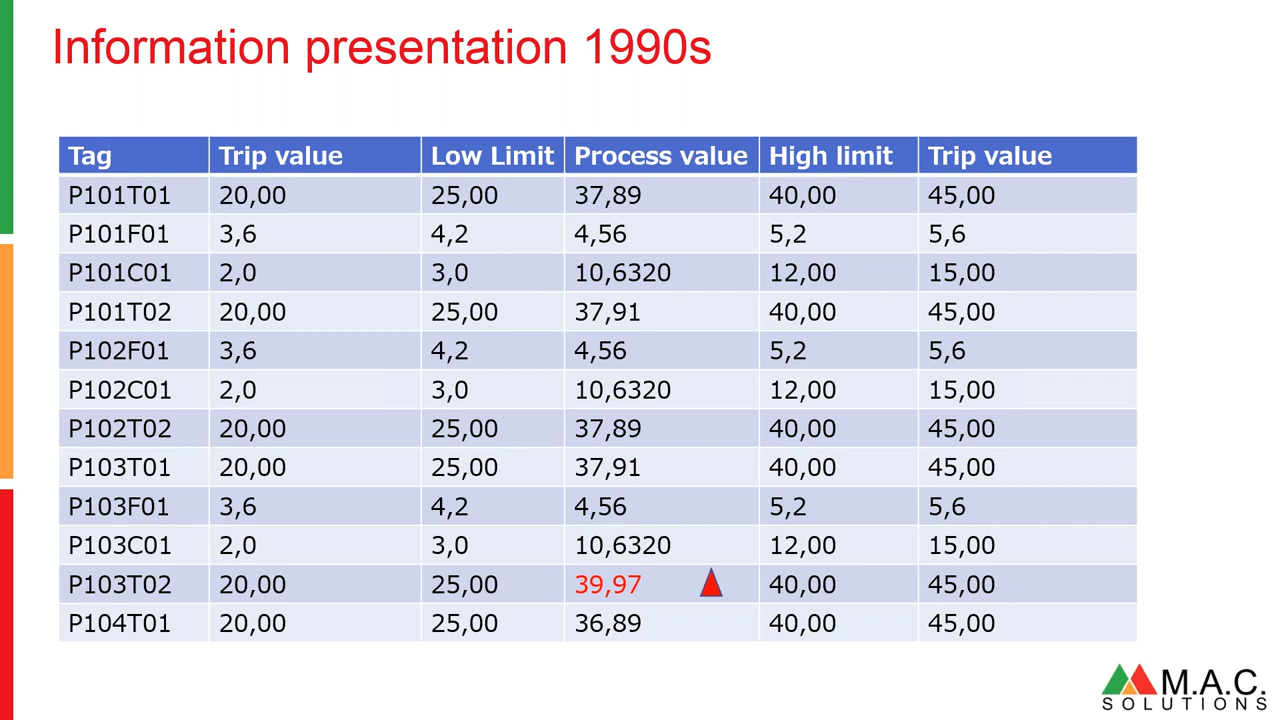 Information presentation 1990s
Tag Trip value Low Limit Process value High limit Trip value
P101T01 20,00 25,00 37,89 40,00 45,00
P101F01 3,6 4,2 4,56 5,2 5,6
P101C01 2,0 3,0 10,6320 12,00 15,00
P101T02 20,00 25,00 37,91 40,00 45,00
P102F01 3,6 4,2 4,56 5,2 5,6
P102C01 2,0 3,0 10,6320 12,00 15,00
P102T02 20,00 25,00 37,89 40,00 45,00
P103T01 20,00 25,00 37,91 40,00 45,00
P103F01 3,6 4,2 4,56 5,2 5,6
P103C01 2,0 3,0 10,6320 12,00 15,00
P103T02 20,00 25,00 39,97 40,00 45,00
P104T01 20,00 25,00 36,89 40,00 45,00
M.A.C.
SOLUTIONS